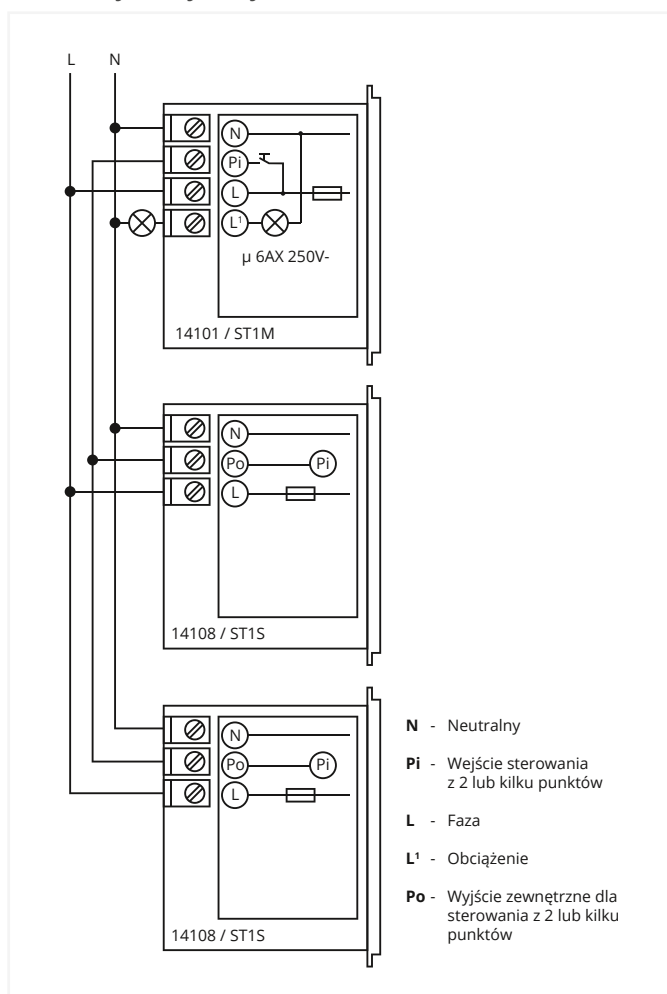 L N
N
Pi
L
L¹
µ 6AX 250V-
14101 / ST1M
N
Po Pi
L
14108 / ST1S
N
Po Pi
L
14108 / ST1S
N - Neutralny
Pi - Wejście sterowania
z 2 lub kilku punktów
L - Faza
L¹ - Obciążenie
Po - Wyjście zewnętrzne dla
sterowania z 2 lub kilku
punktów